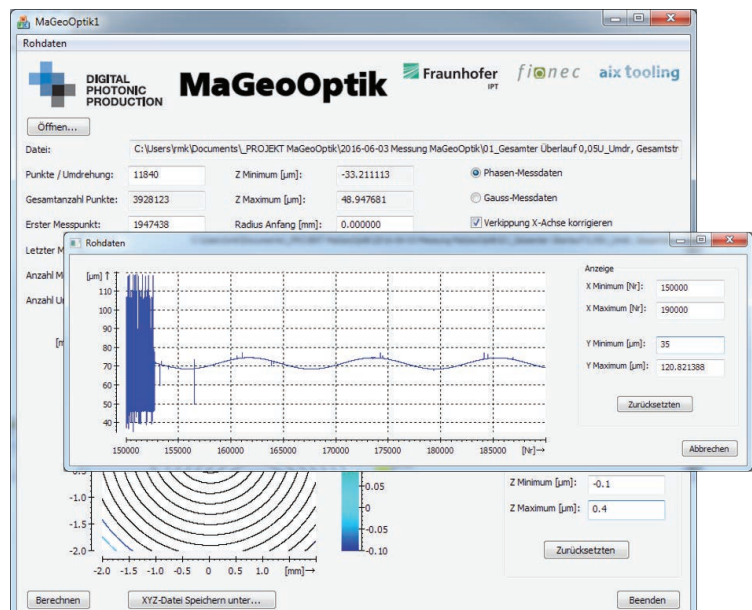 MaGeoOptik1
Rohdaten
DIGITAL
PHOTONIC
PRODUCTION
MaGeoOptik
Fraunhofer
IPT
fionec
aix tooling
Öffnen...
Datei: C:\Users\rmk\Documents\_PROJEKT MaGeoOptik\2016-06-03 Messung MaGeoOptik\01_Gesamter Überlauf 0,05U_Umdr, Gesamtstr
Punkte / Umdrehung: 11840 Z Minimum [µm]: -33.211113 Phasen-Messdaten
Gesamtanzahl Punkte: 3928123 Z Maximum [µm]: 48.947681 Gauss-Messdaten
Erster Messpunkt: 1947438 Radius Anfang [mm]: 0.000000 Verkippung X-Achse korrigieren
Letzter M
Anzahl M
Anzahl U
[m
Rohdaten
[µm]
110
100
90
80
70
60
50
40
150000 155000 160000 165000 170000 175000 180000 185000 [Nr]→
Anzeige
X Minimum [Nr]: 150000
X Maximum [Nr]: 190000
Y Minimum [µm]: 35
Y Maximum [µm]: 120.821388
Zurücksetzten
Abbrechen
-1.0
-1.5
-2.0
-2.0 -1.5 -1.0 -0.5 0 0.5 1.0 [mm]→
0.05
0
-0.05
-0.10
Z Minimum [µm]: -0.1
Z Maximum [µm]: 0.4
Zurücksetzten
Berechnen
XYZ-Datei Speichern unter...
Beenden